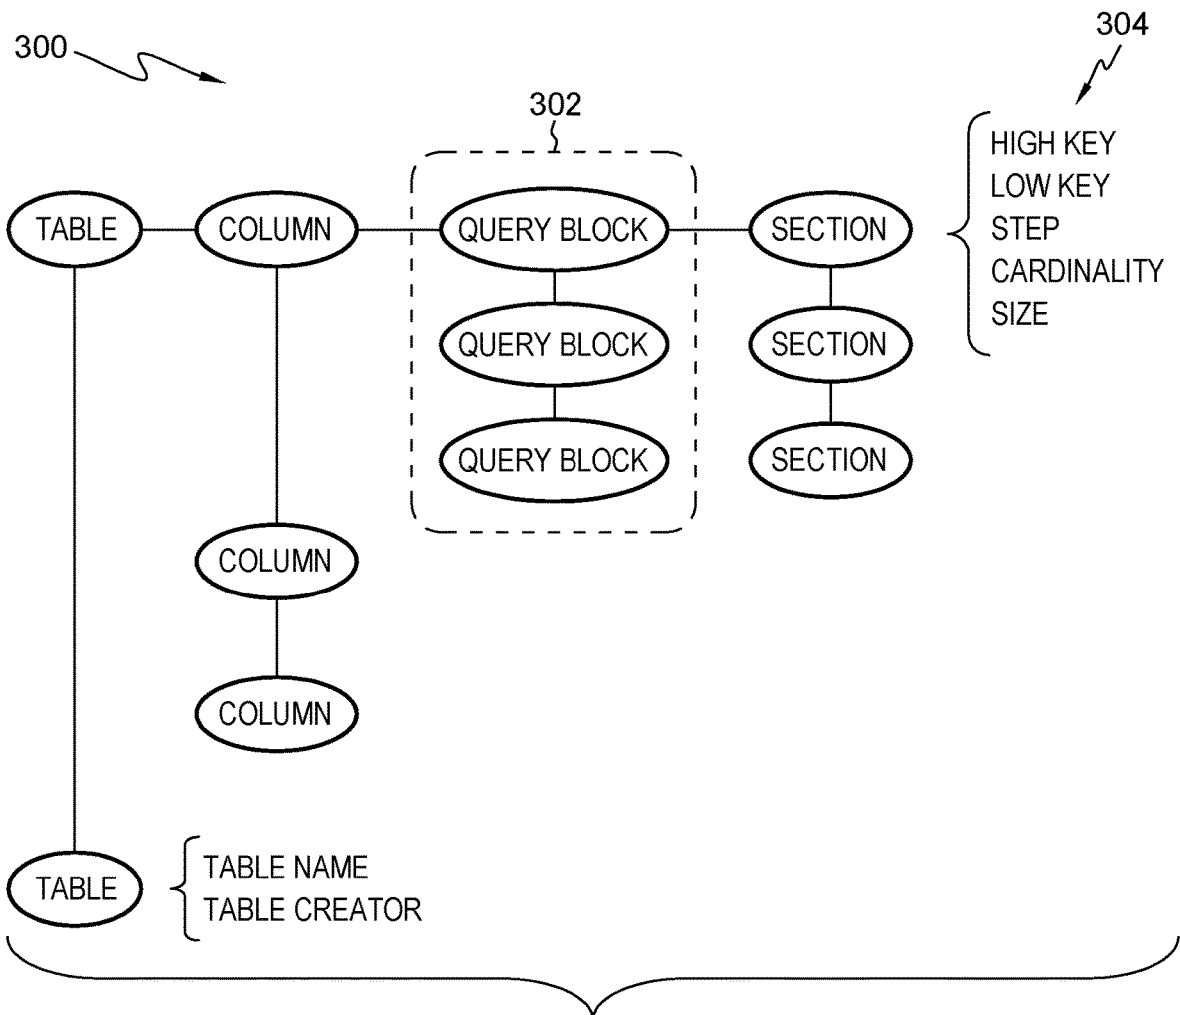 300
304
302
HIGH KEY
LOW KEY
STEP
CARDINALITY
SIZE
TABLE
COLUMN
QUERY BLOCK
SECTION
QUERY BLOCK
SECTION
QUERY BLOCK
SECTION
COLUMN
COLUMN
TABLE
TABLE NAME
TABLE CREATOR